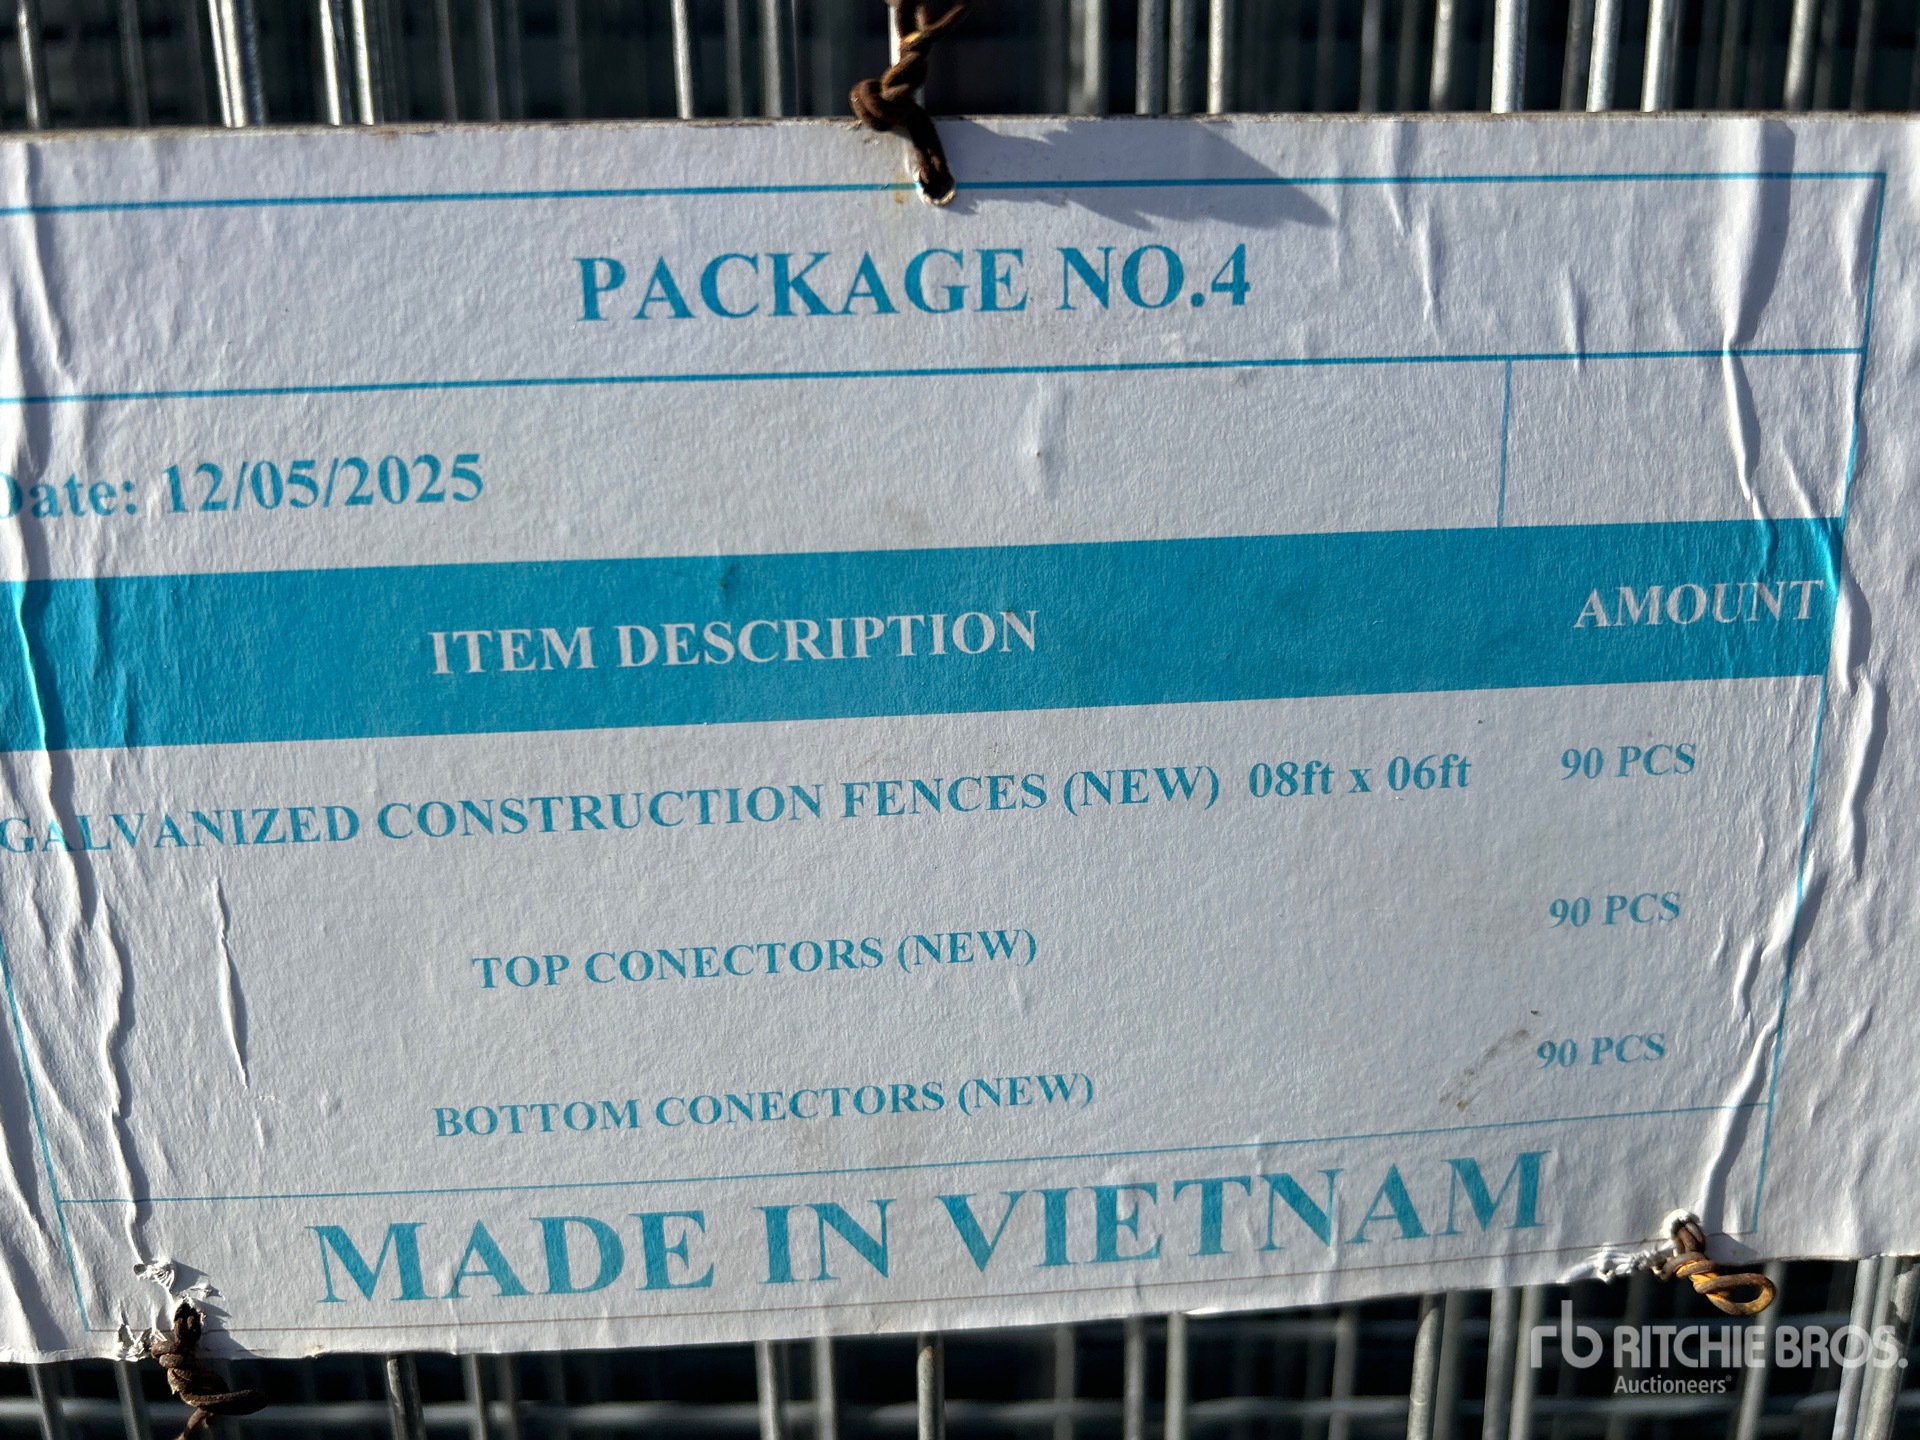 PACKAGE NO.4
Date: 12/05/2025
ITEM DESCRIPTION AMOUNT
GALVANIZED CONSTRUCTION FENCES (NEW) 08ft x 06ft 90 PCS
TOP CONECTORS (NEW) 90 PCS
BOTTOM CONECTORS (NEW) 90 PCS
MADE IN VIETNAM
rb RITCHIE BROS.
Auctioneers